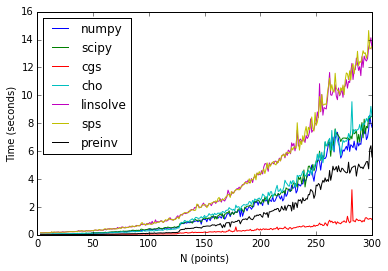 16
14
12
10
8
6
4
2
0
Time (seconds)
numpy
scipy
cgs
cho
linsolve
sps
preinv
0 50 100 150 200 250 300
N (points)